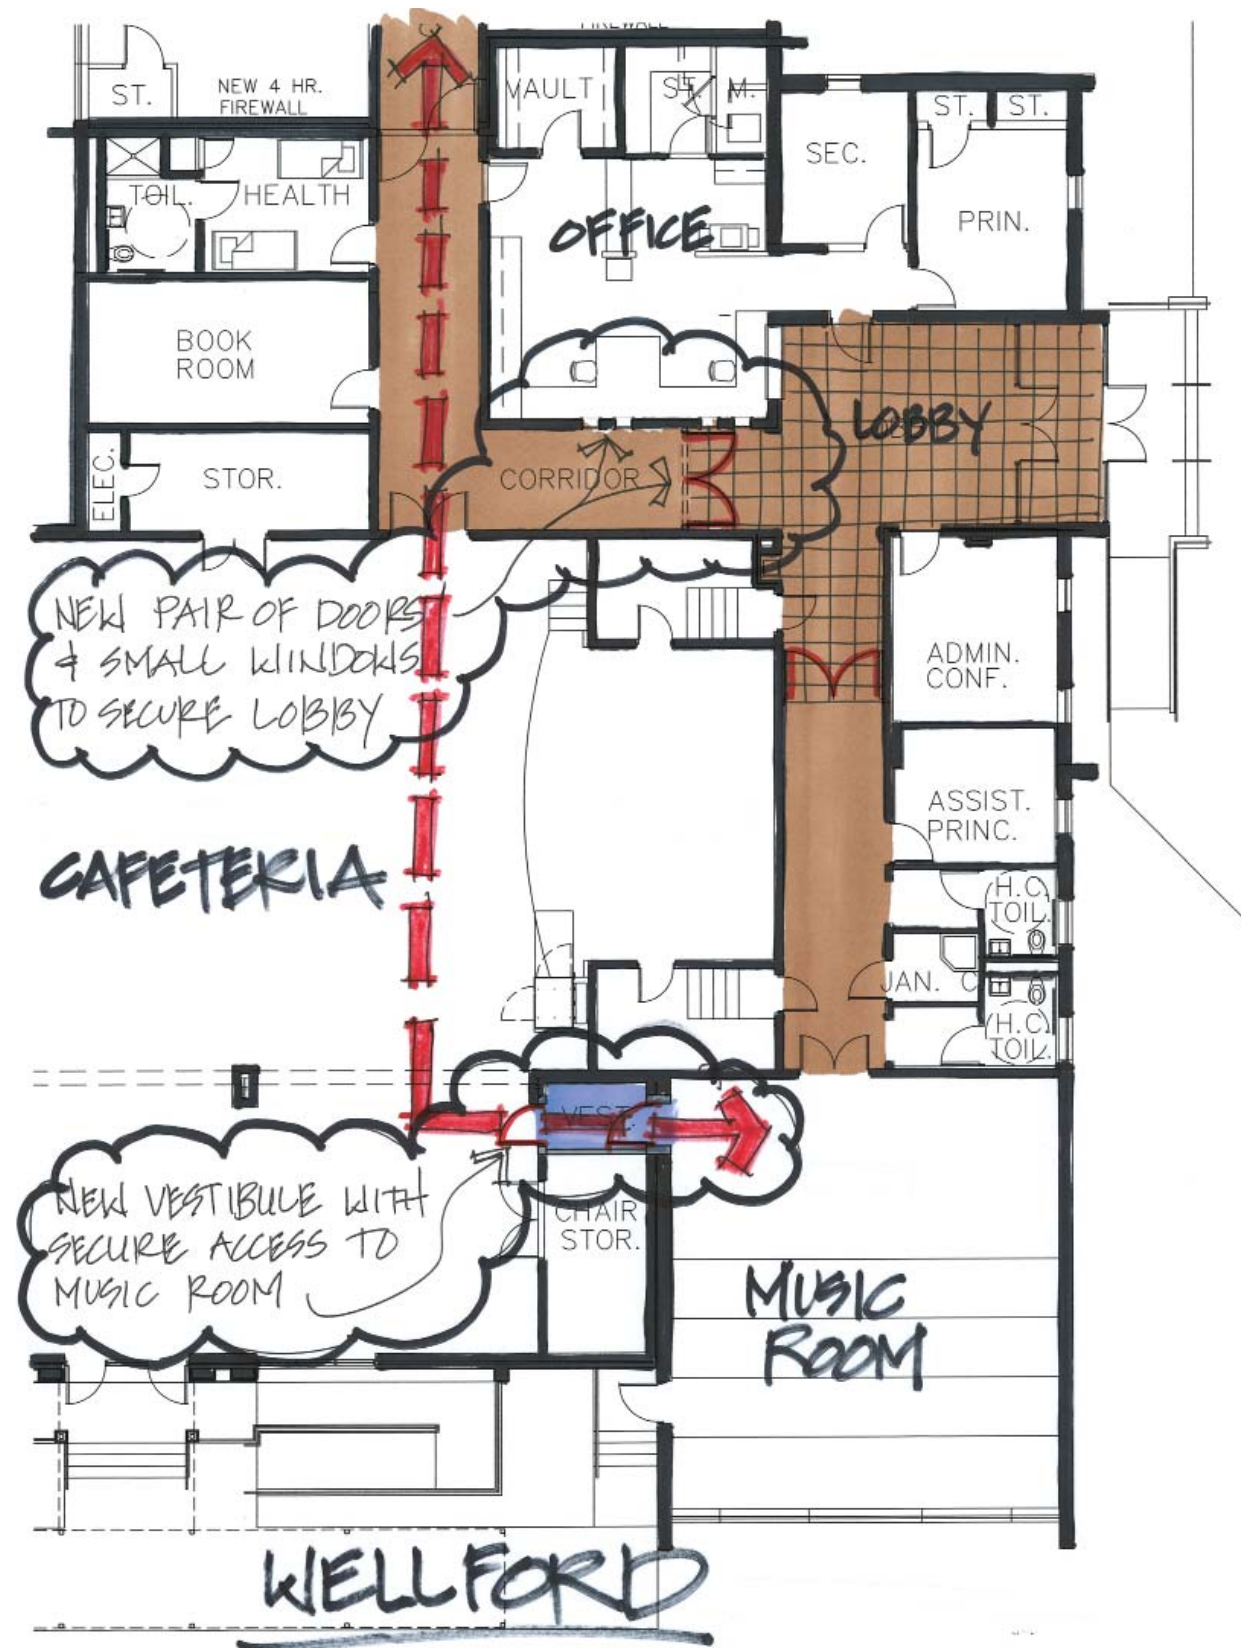 FIREWALL
ST.
NEW 4 HR.
FIREWALL
VAULT
ST.
M.
SEC.
ST.
ST.
TOIL.
HEALTH
OFFICE
PRIN.
BOOK
ROOM
LOBBY
ELEC.
STOR.
CORRIDOR
NEW PAIR OF DOORS
& SMALL WINDOWS
TO SECURE LOBBY
ADMIN.
CONF.
ASSIST.
PRINC.
CAFETERIA
H.C.
TOIL.
JAN. C
H.C.
TOIL.
VEST.
NEW VESTIBULE WITH
SECURE ACCESS TO
MUSIC ROOM
CHAIR
STOR.
MUSIC
ROOM
WELLFORD